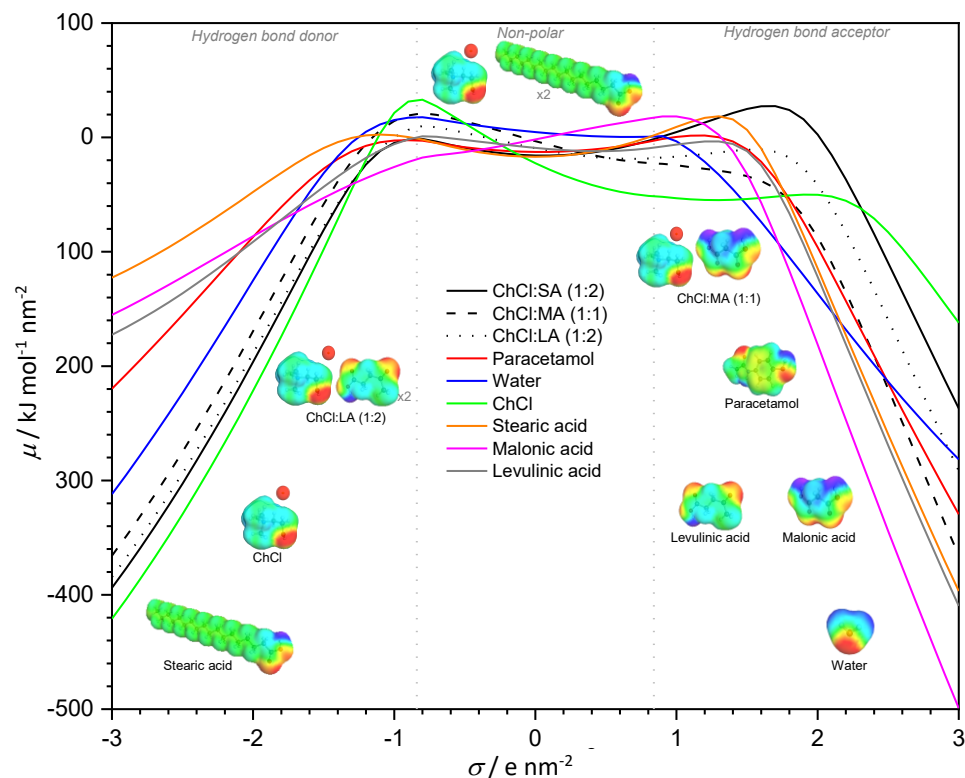 Hydrogen bond donor
Non-polar
Hydrogen bond acceptor
100
0
100
200
300
-400
-500
μ / kJ mol⁻¹ nm⁻²
x2
ChCl:MA (1:1)
ChCl:SA (1:2)
ChCl:MA (1:1)
ChCl:LA (1:2)
Paracetamol
Water
ChCl
Stearic acid
Malonic acid
Levulinic acid
x2
ChCl:LA (1:2)
Paracetamol
ChCl
Levulinic acid
Malonic acid
Stearic acid
Water
-3
-2
-1
0
1
2
3
σ / e nm⁻²